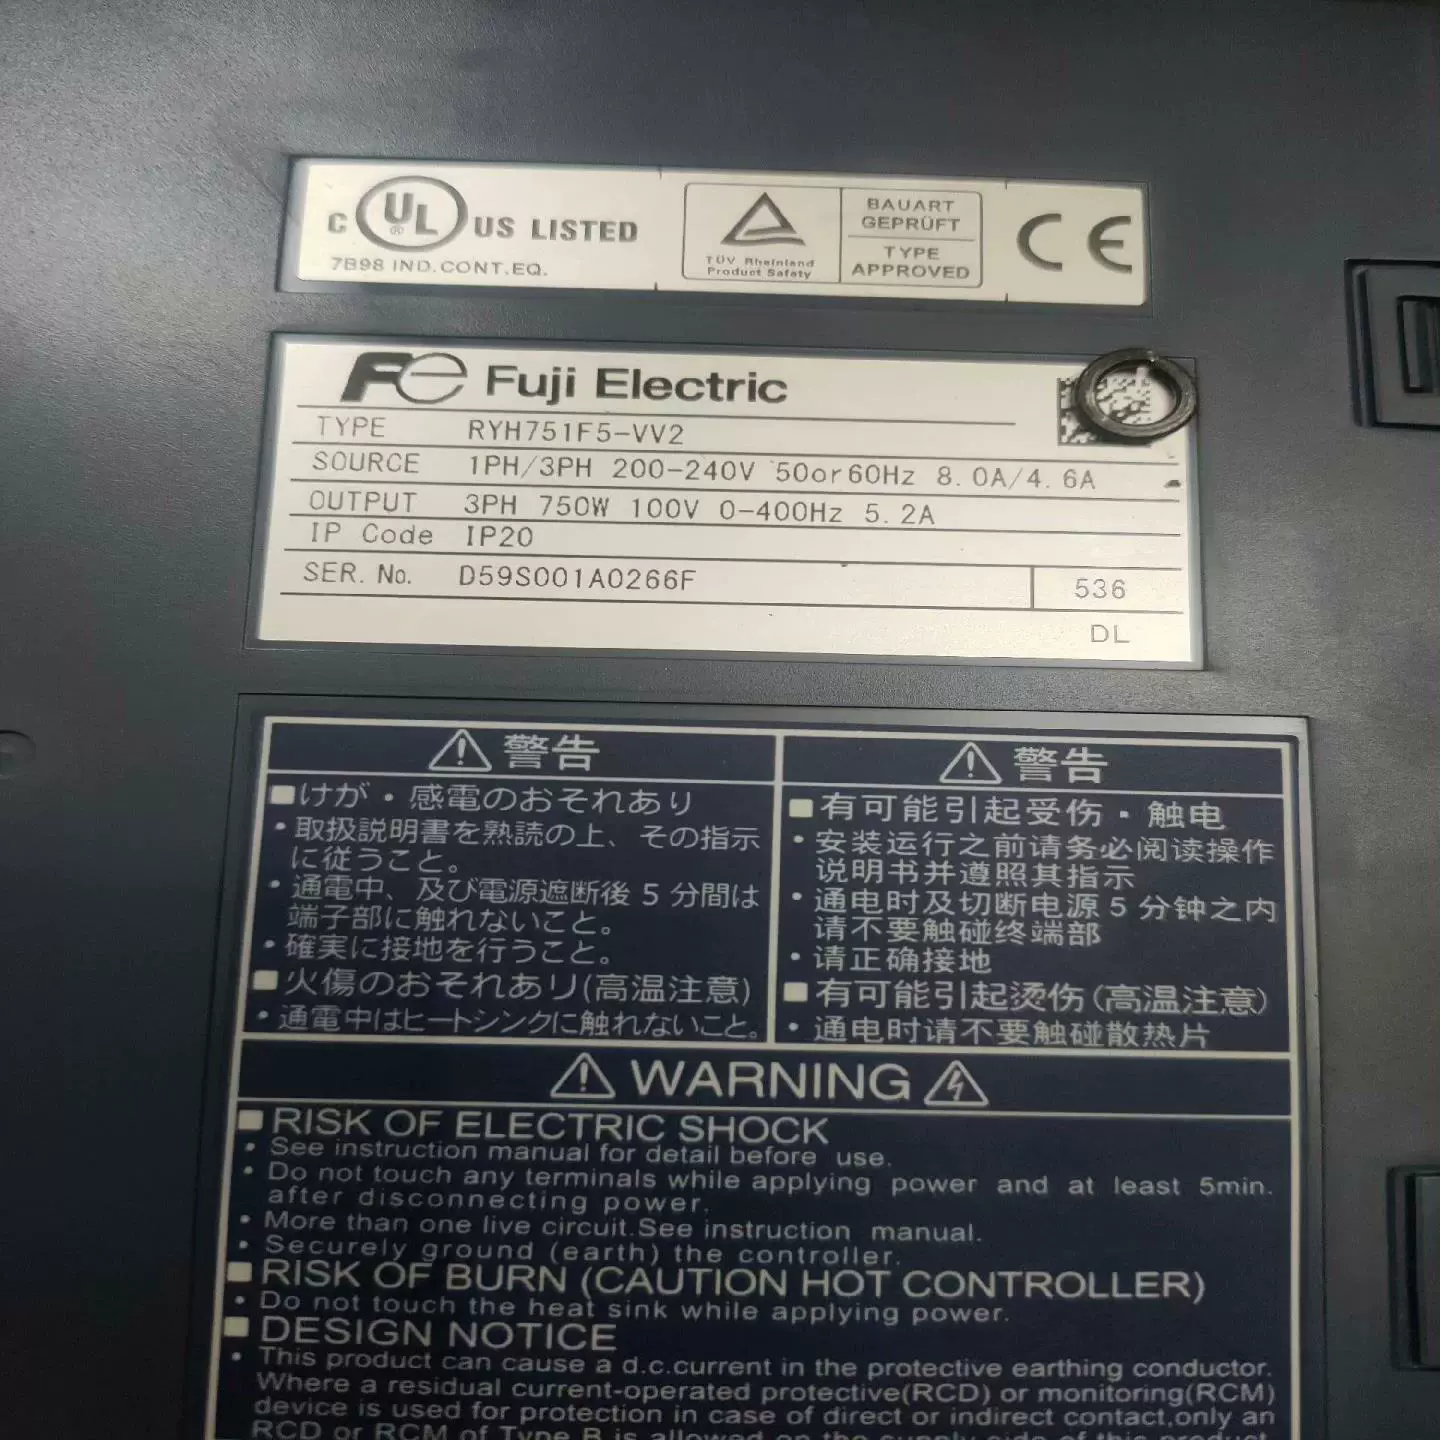 C UL ® US LISTED
7B98 IND.CONT.EQ.
TÜV Rheinland
Product Safety
BAUART
GEPRÜFT
TYPE
APPROVED
CE
Fe Fuji Electric
TYPE RYH751F5-VV2
SOURCE 1PH/3PH 200-240V 50or60Hz 8.0A/4.6A
OUTPUT 3PH 750W 100V 0-400Hz 5.2A
IP Code IP20
SER. No. D59S001A0266F 536
DL
警告
■けが・感電のおそれあり
・取扱説明書を熟読の上、その指示
に従うこと。
・通電中、及び電源遮断後5分間は
端子部に触れないこと。
・確実に接地を行うこと。
■火傷のおそれあり(高温注意)
・通電中はヒートシンクに触れないこと。
警告
■有可能引起受伤・触电
・安装运行之前请务必阅读操作
说明书并遵照其指示
・通电时及切断电源5分钟之内
请不要触碰终端部
・请正确接地
■有可能引起烫伤(高温注意)
・通电时请不要触碰散热片
WARNING
■RISK OF ELECTRIC SHOCK
• See instruction manual for detail before use.
• Do not touch any terminals while applying power and at least 5min.
after disconnecting power.
• More than one live circuit.See instruction manual.
• Securely ground (earth) the controller.
■RISK OF BURN (CAUTION HOT CONTROLLER)
• Do not touch the heat sink while applying power.
■DESIGN NOTICE
• This product can cause a d.c.current in the protective earthing conductor.
Where a residual current-operated protective(RCD) or monitoring(RCM)
device is used for protection in case of direct or indirect contact,only an
RCD or RCM of Type B is allowed on the supply side of this product.